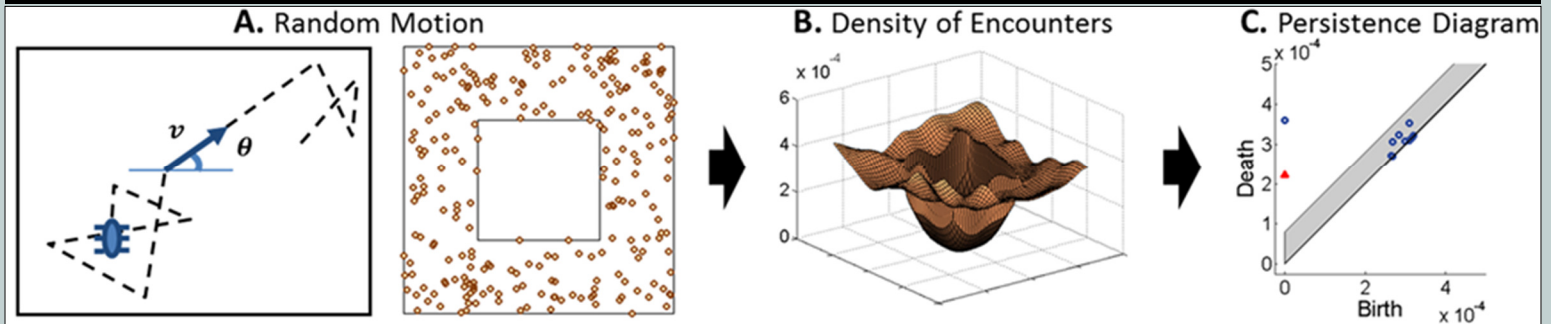 A. Random Motion
v
θ
B. Density of Encounters
x 10⁻⁴
6
4
2
0
C. Persistence Diagram
x 10⁻⁴
5
4
3
2
1
0
Death
0 2 4
Birth x 10⁻⁴